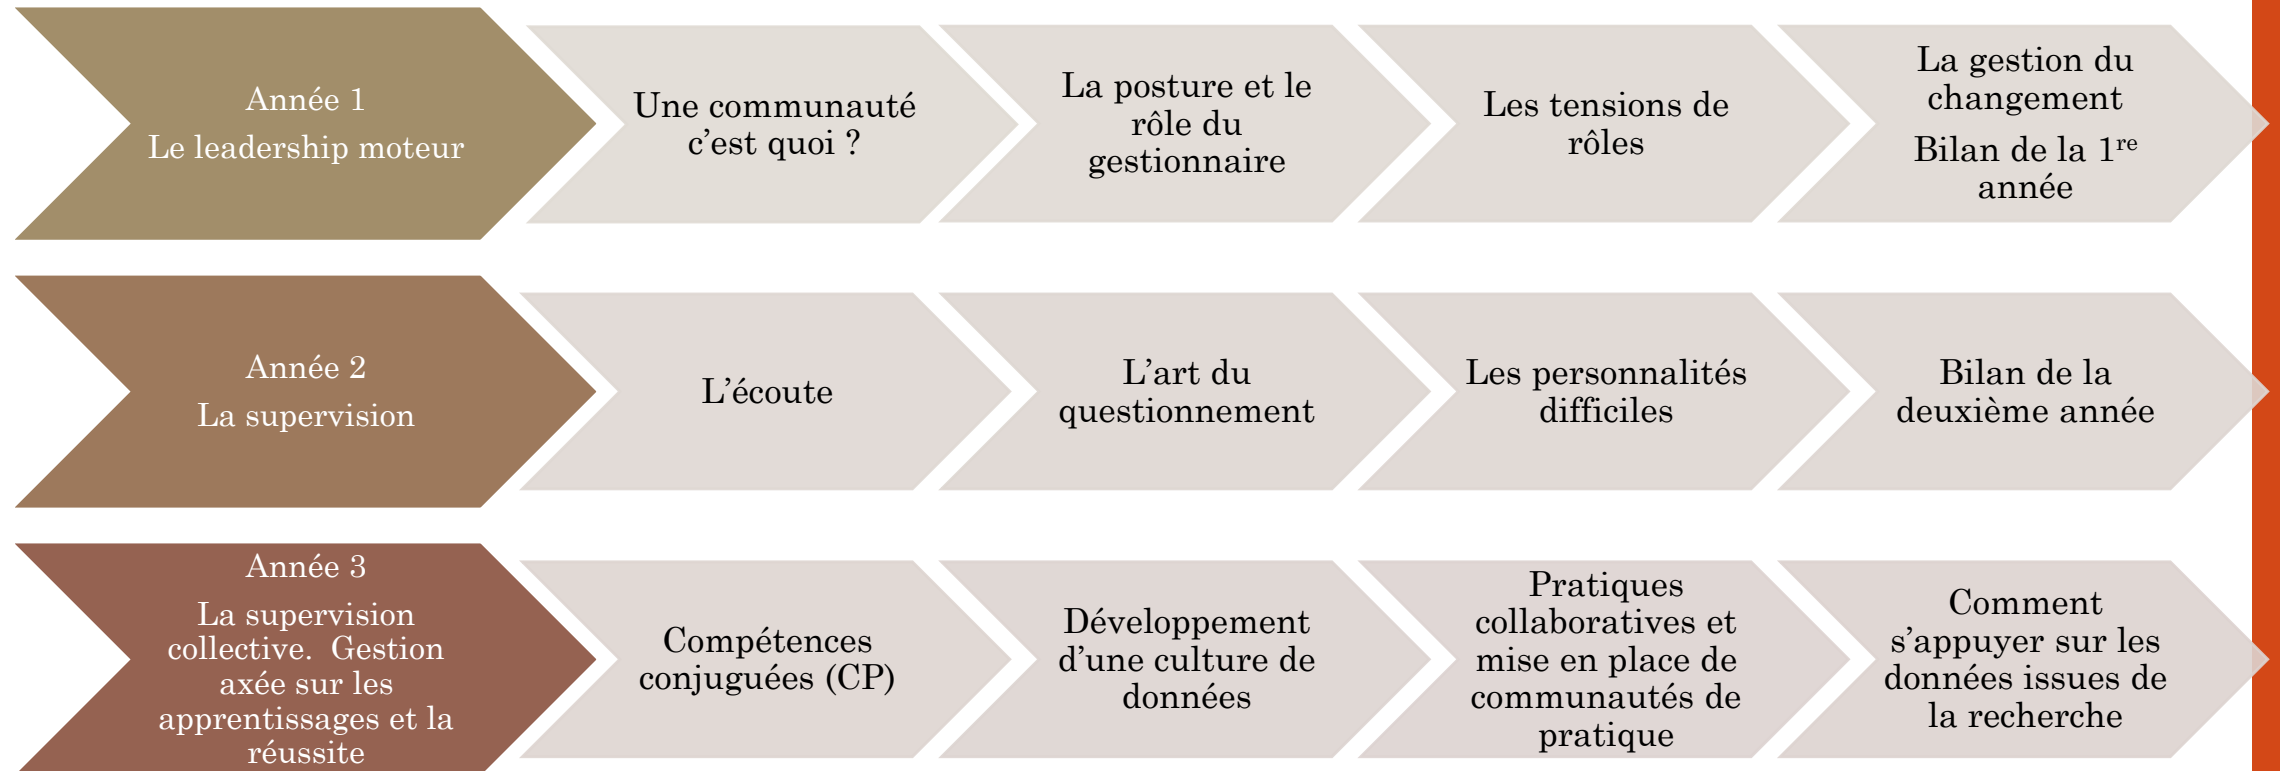 Année 1
Le leadership moteur
Une communauté
c’est quoi ?
La posture et le
rôle du
gestionnaire
Les tensions de
rôles
La gestion du
changement
Bilan de la 1re
année
Année 2
La supervision
L’écoute
L’art du
questionnement
Les personnalités
difficiles
Bilan de la
deuxième année
Année 3
La supervision
collective.  Gestion
axée sur les
apprentissages et la
réussite
Compétences
conjuguées (CP)
Développement
d’une culture de
données
Pratiques
collaboratives et
mise en place de
communautés de
pratique
Comment
s’appuyer sur les
données issues de
la recherche